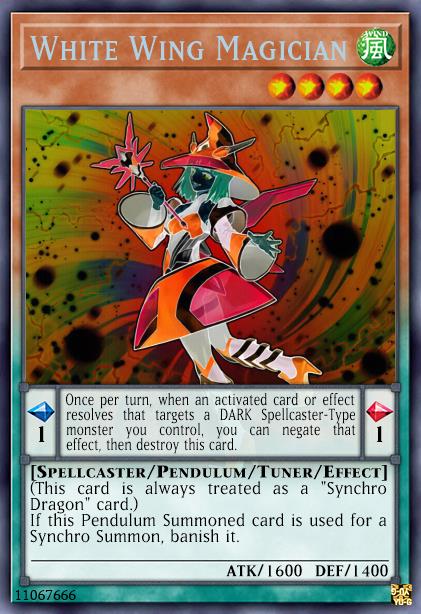 WHITE WING MAGICIAN
WIND
風
Once per turn, when an activated card or effect
resolves that targets a DARK Spellcaster-Type
monster you control, you can negate that
effect, then destroy this card.
1
1
[SPELLCASTER/PENDULUM/TUNER/EFFECT]
(This card is always treated as a "Synchro
Dragon" card.)
If this Pendulum Summoned card is used for a
Synchro Summon, banish it.
ATK/1600 DEF/1400
11067666